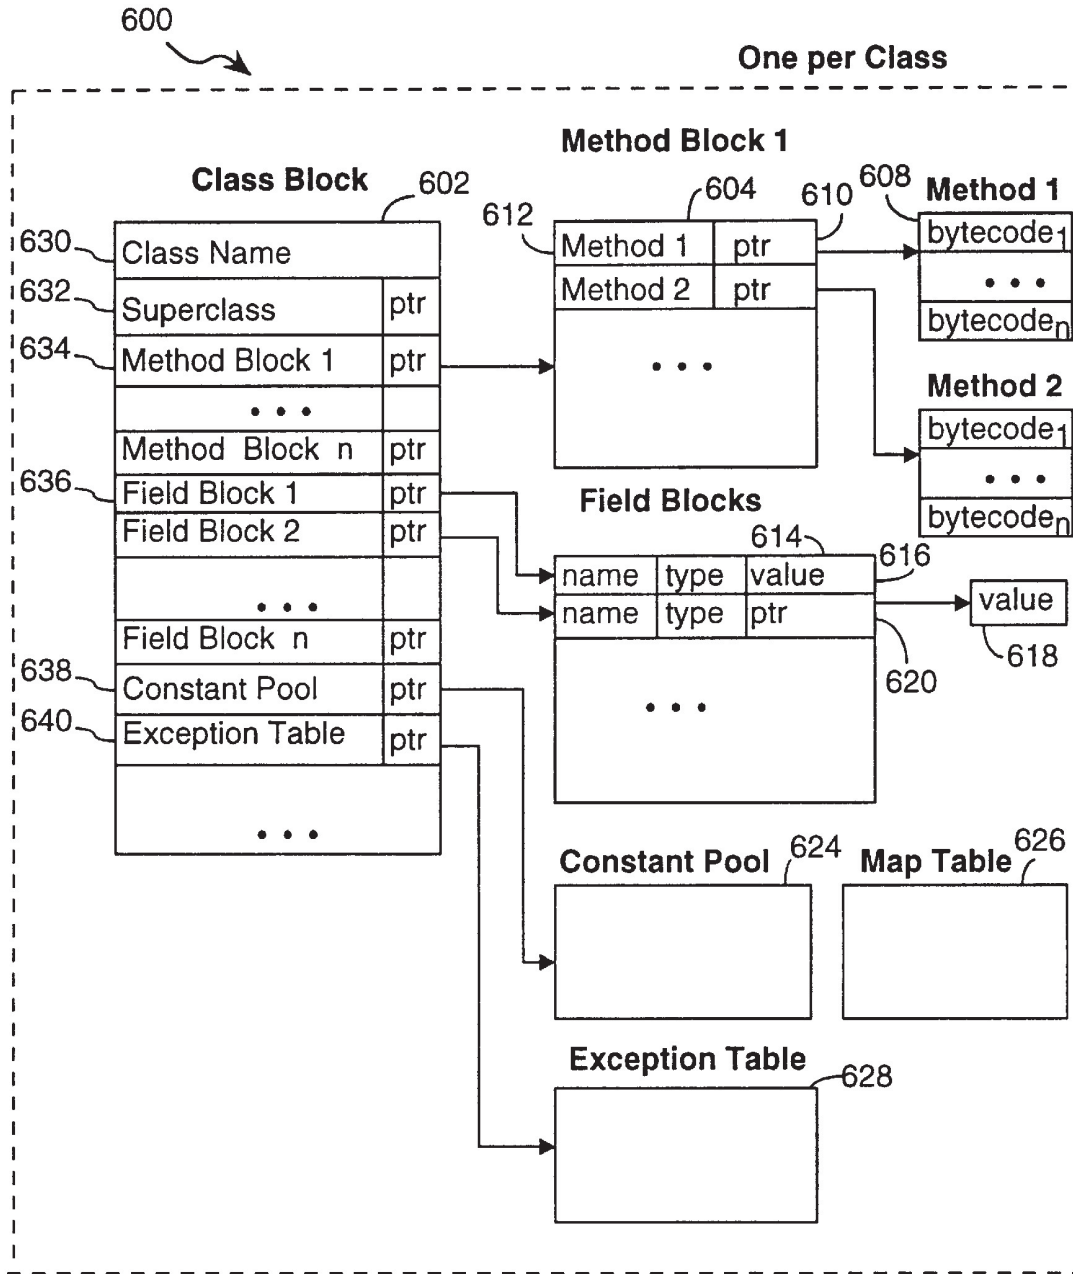 600
One per Class
Method Block 1
Class Block
602
604
610
608
Method 1
612
630
Class Name
Method 1 ptr
bytecode1
632
Superclass ptr
Method 2 ptr
• • •
bytecoden
634
Method Block 1 ptr
• • •
Method 2
• • •
bytecode1
Method Block n ptr
• • •
bytecoden
636
Field Block 1 ptr
Field Blocks
Field Block 2 ptr
614
616
name type value
name type ptr
value
618
620
• • •
Field Block n ptr
638
Constant Pool ptr
• • •
640
Exception Table ptr
• • •
Constant Pool
624
Map Table
626
Exception Table
628